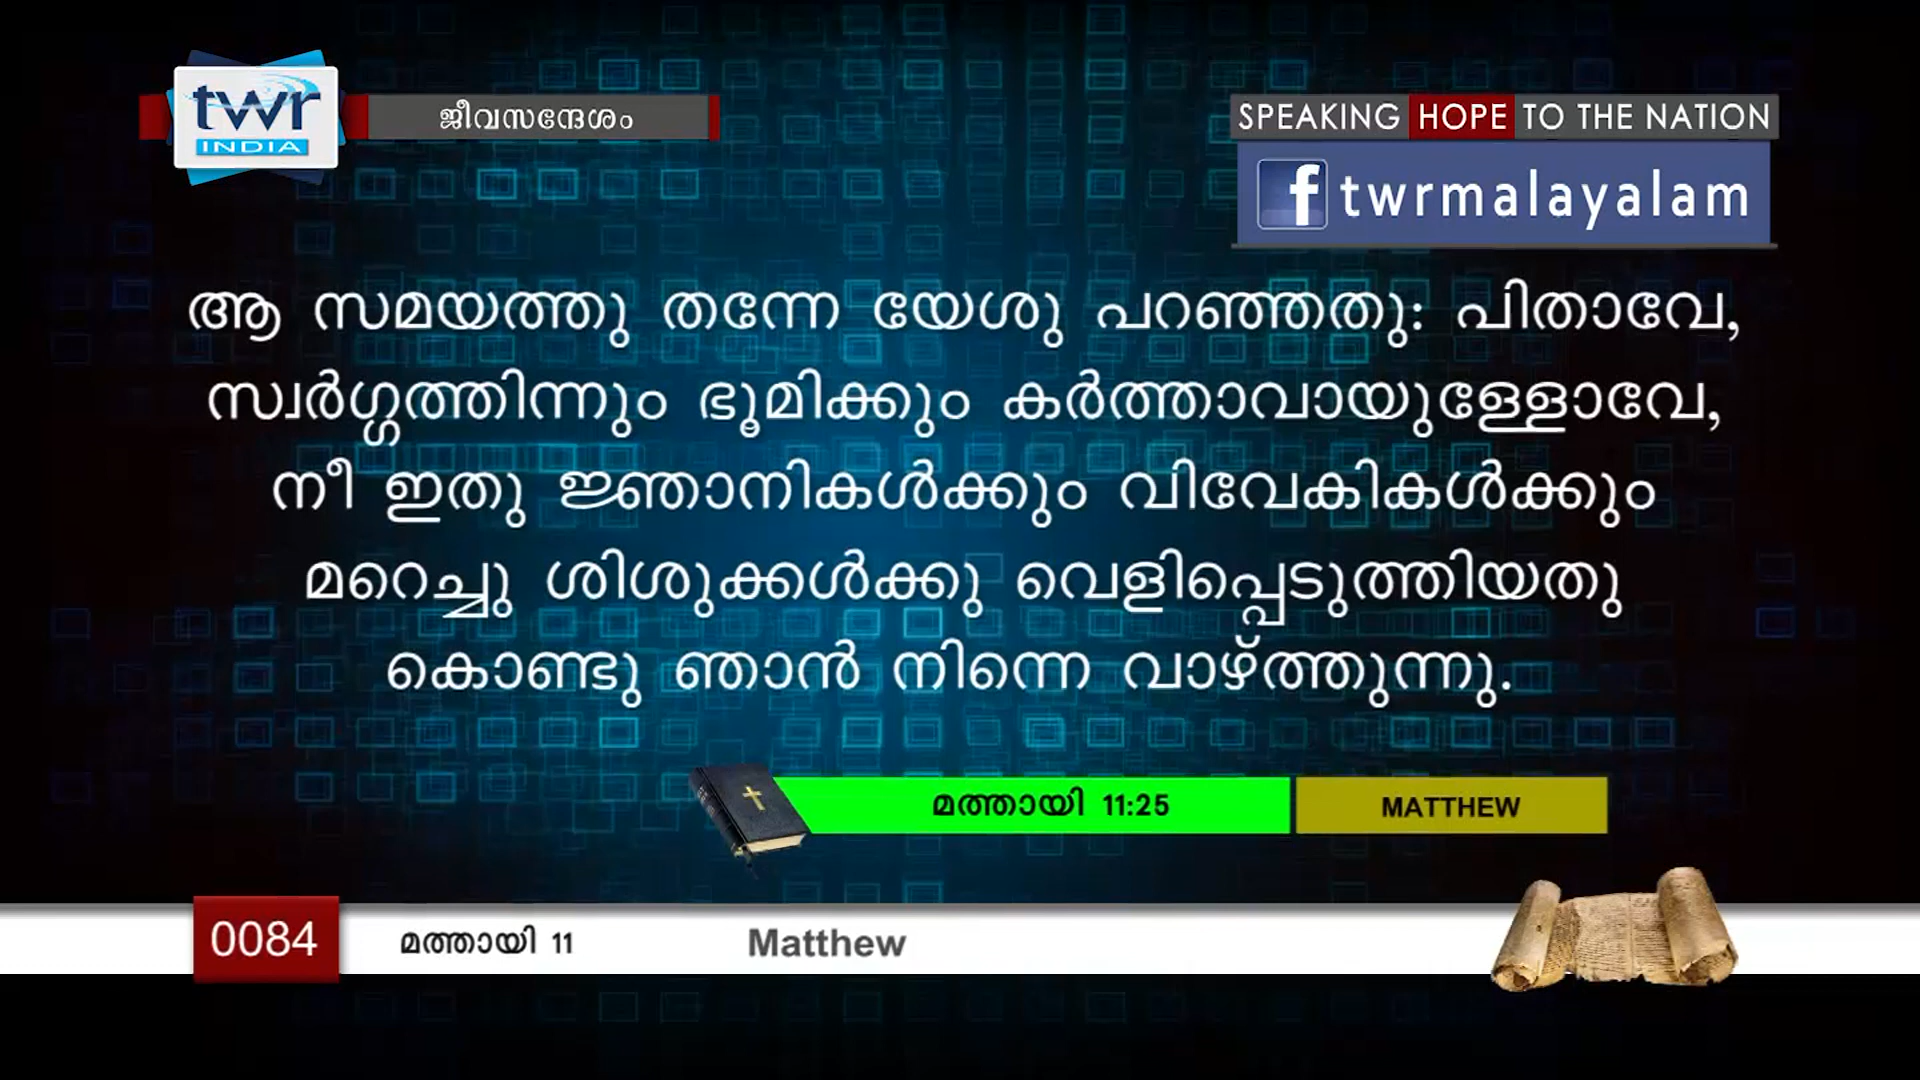 twr
INDIA
ജീവസന്ദേശം
SPEAKING HOPE TO THE NATION
f twrmalayalam
ആ സമയത്തു തന്നേ യേശു പറഞ്ഞതു: പിതാവേ,
സ്വർഗ്ഗത്തിന്നും ഭൂമിക്കും കർത്താവായുള്ളോവേ,
നീ ഇതു ജ്ഞാനികൾക്കും വിവേകികൾക്കും
മറെച്ചു ശിശുക്കൾക്കു വെളിപ്പെടുത്തിയതു
കൊണ്ടു ഞാൻ നിന്നെ വാഴ്ത്തുന്നു.
മത്തായി 11:25
MATTHEW
0084
മത്തായി 11
Matthew